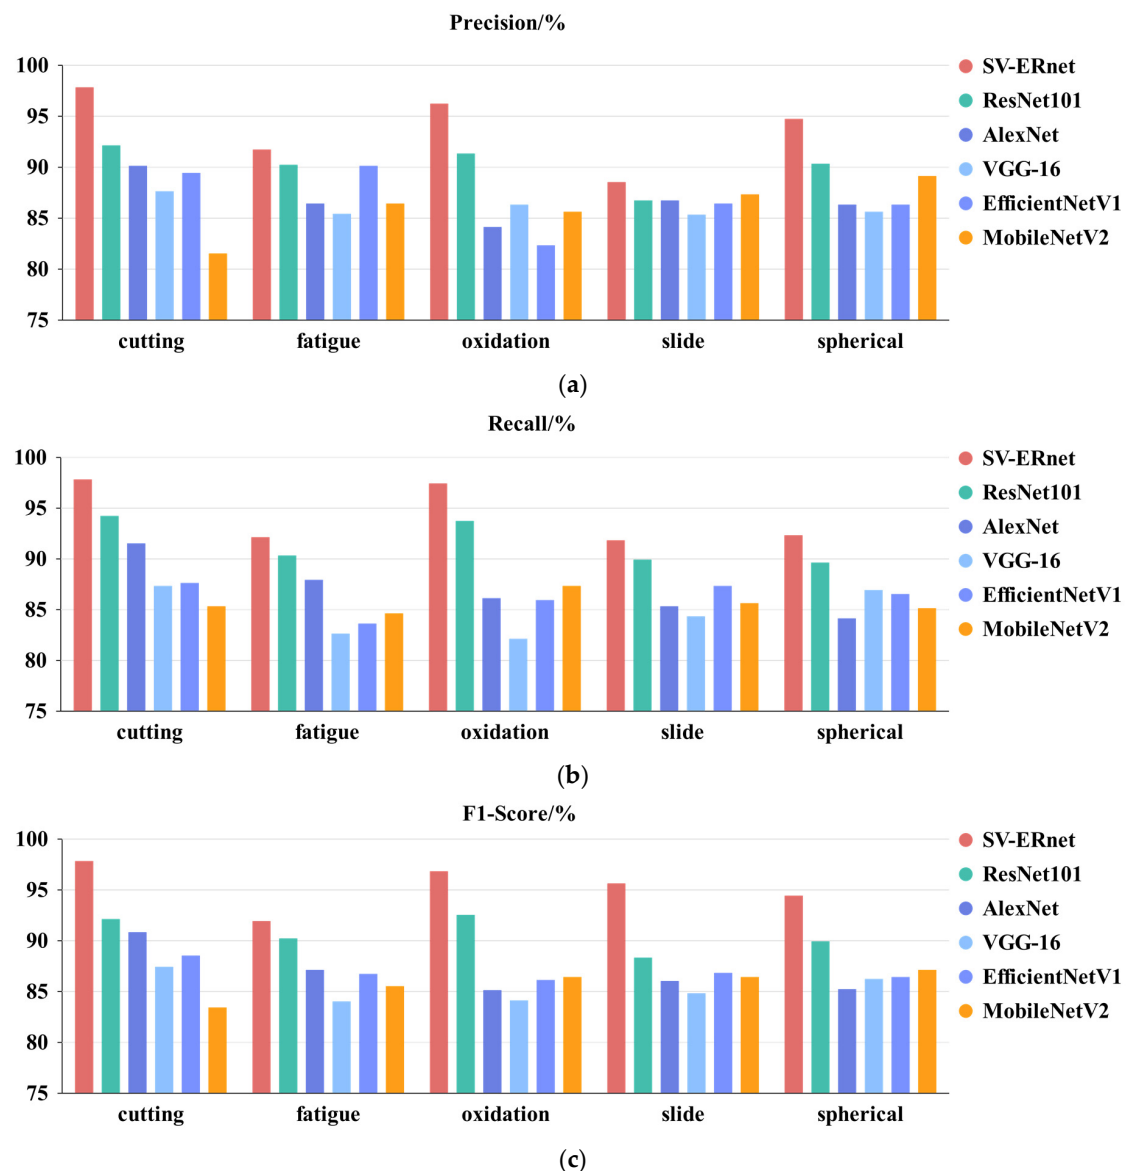 Precision/%
100
95
90
85
80
75
cutting fatigue oxidation slide spherical
SV-ERnet
ResNet101
AlexNet
VGG-16
EfficientNetV1
MobileNetV2
(a)
Recall/%
100
95
90
85
80
75
cutting fatigue oxidation slide spherical
SV-ERnet
ResNet101
AlexNet
VGG-16
EfficientNetV1
MobileNetV2
(b)
F1-Score/%
100
95
90
85
80
75
cutting fatigue oxidation slide spherical
SV-ERnet
ResNet101
AlexNet
VGG-16
EfficientNetV1
MobileNetV2
(c)